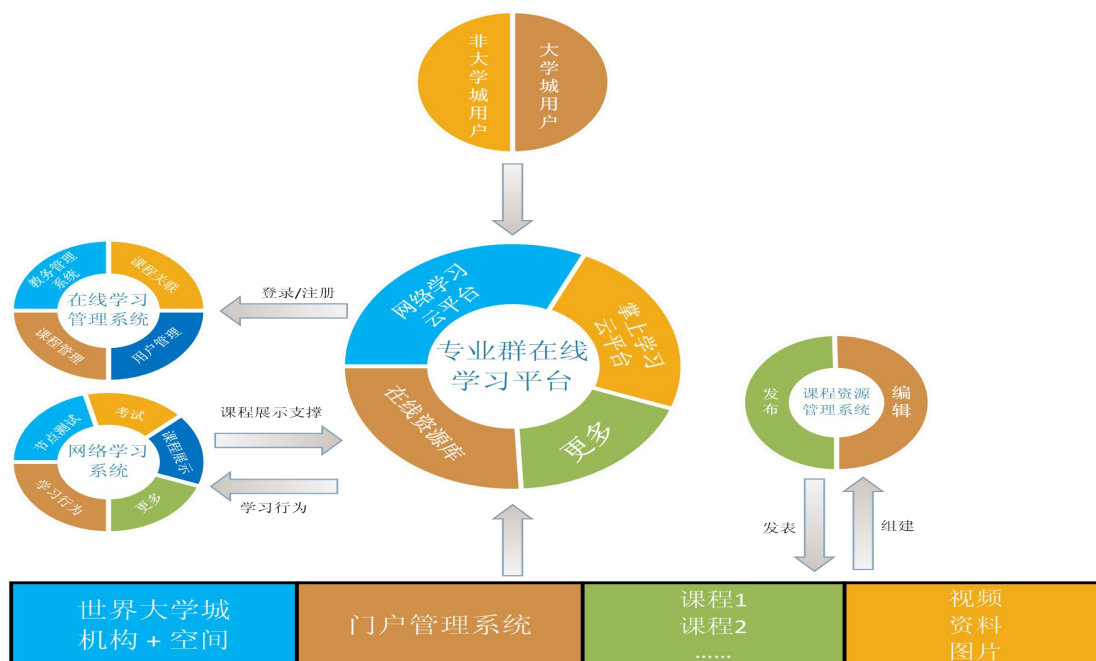 非大学城用户
大学城用户
网络学习
云平台
掌上学习
云平台
专业群在线
学习平台
在线资源库
更多
登录/注册
教务管理
系统
课程关联
在线学习
管理系统
课程管理
用户管理
课程展示支撑
学习行为
节点测试
考试
课程展示
网络学习
系统
学习行为
更多
发布
课程资源
管理系统
编辑
发表
组建
世界大学城
机构 + 空间
门户管理系统
课程1
课程2
……
视频
资料
图片